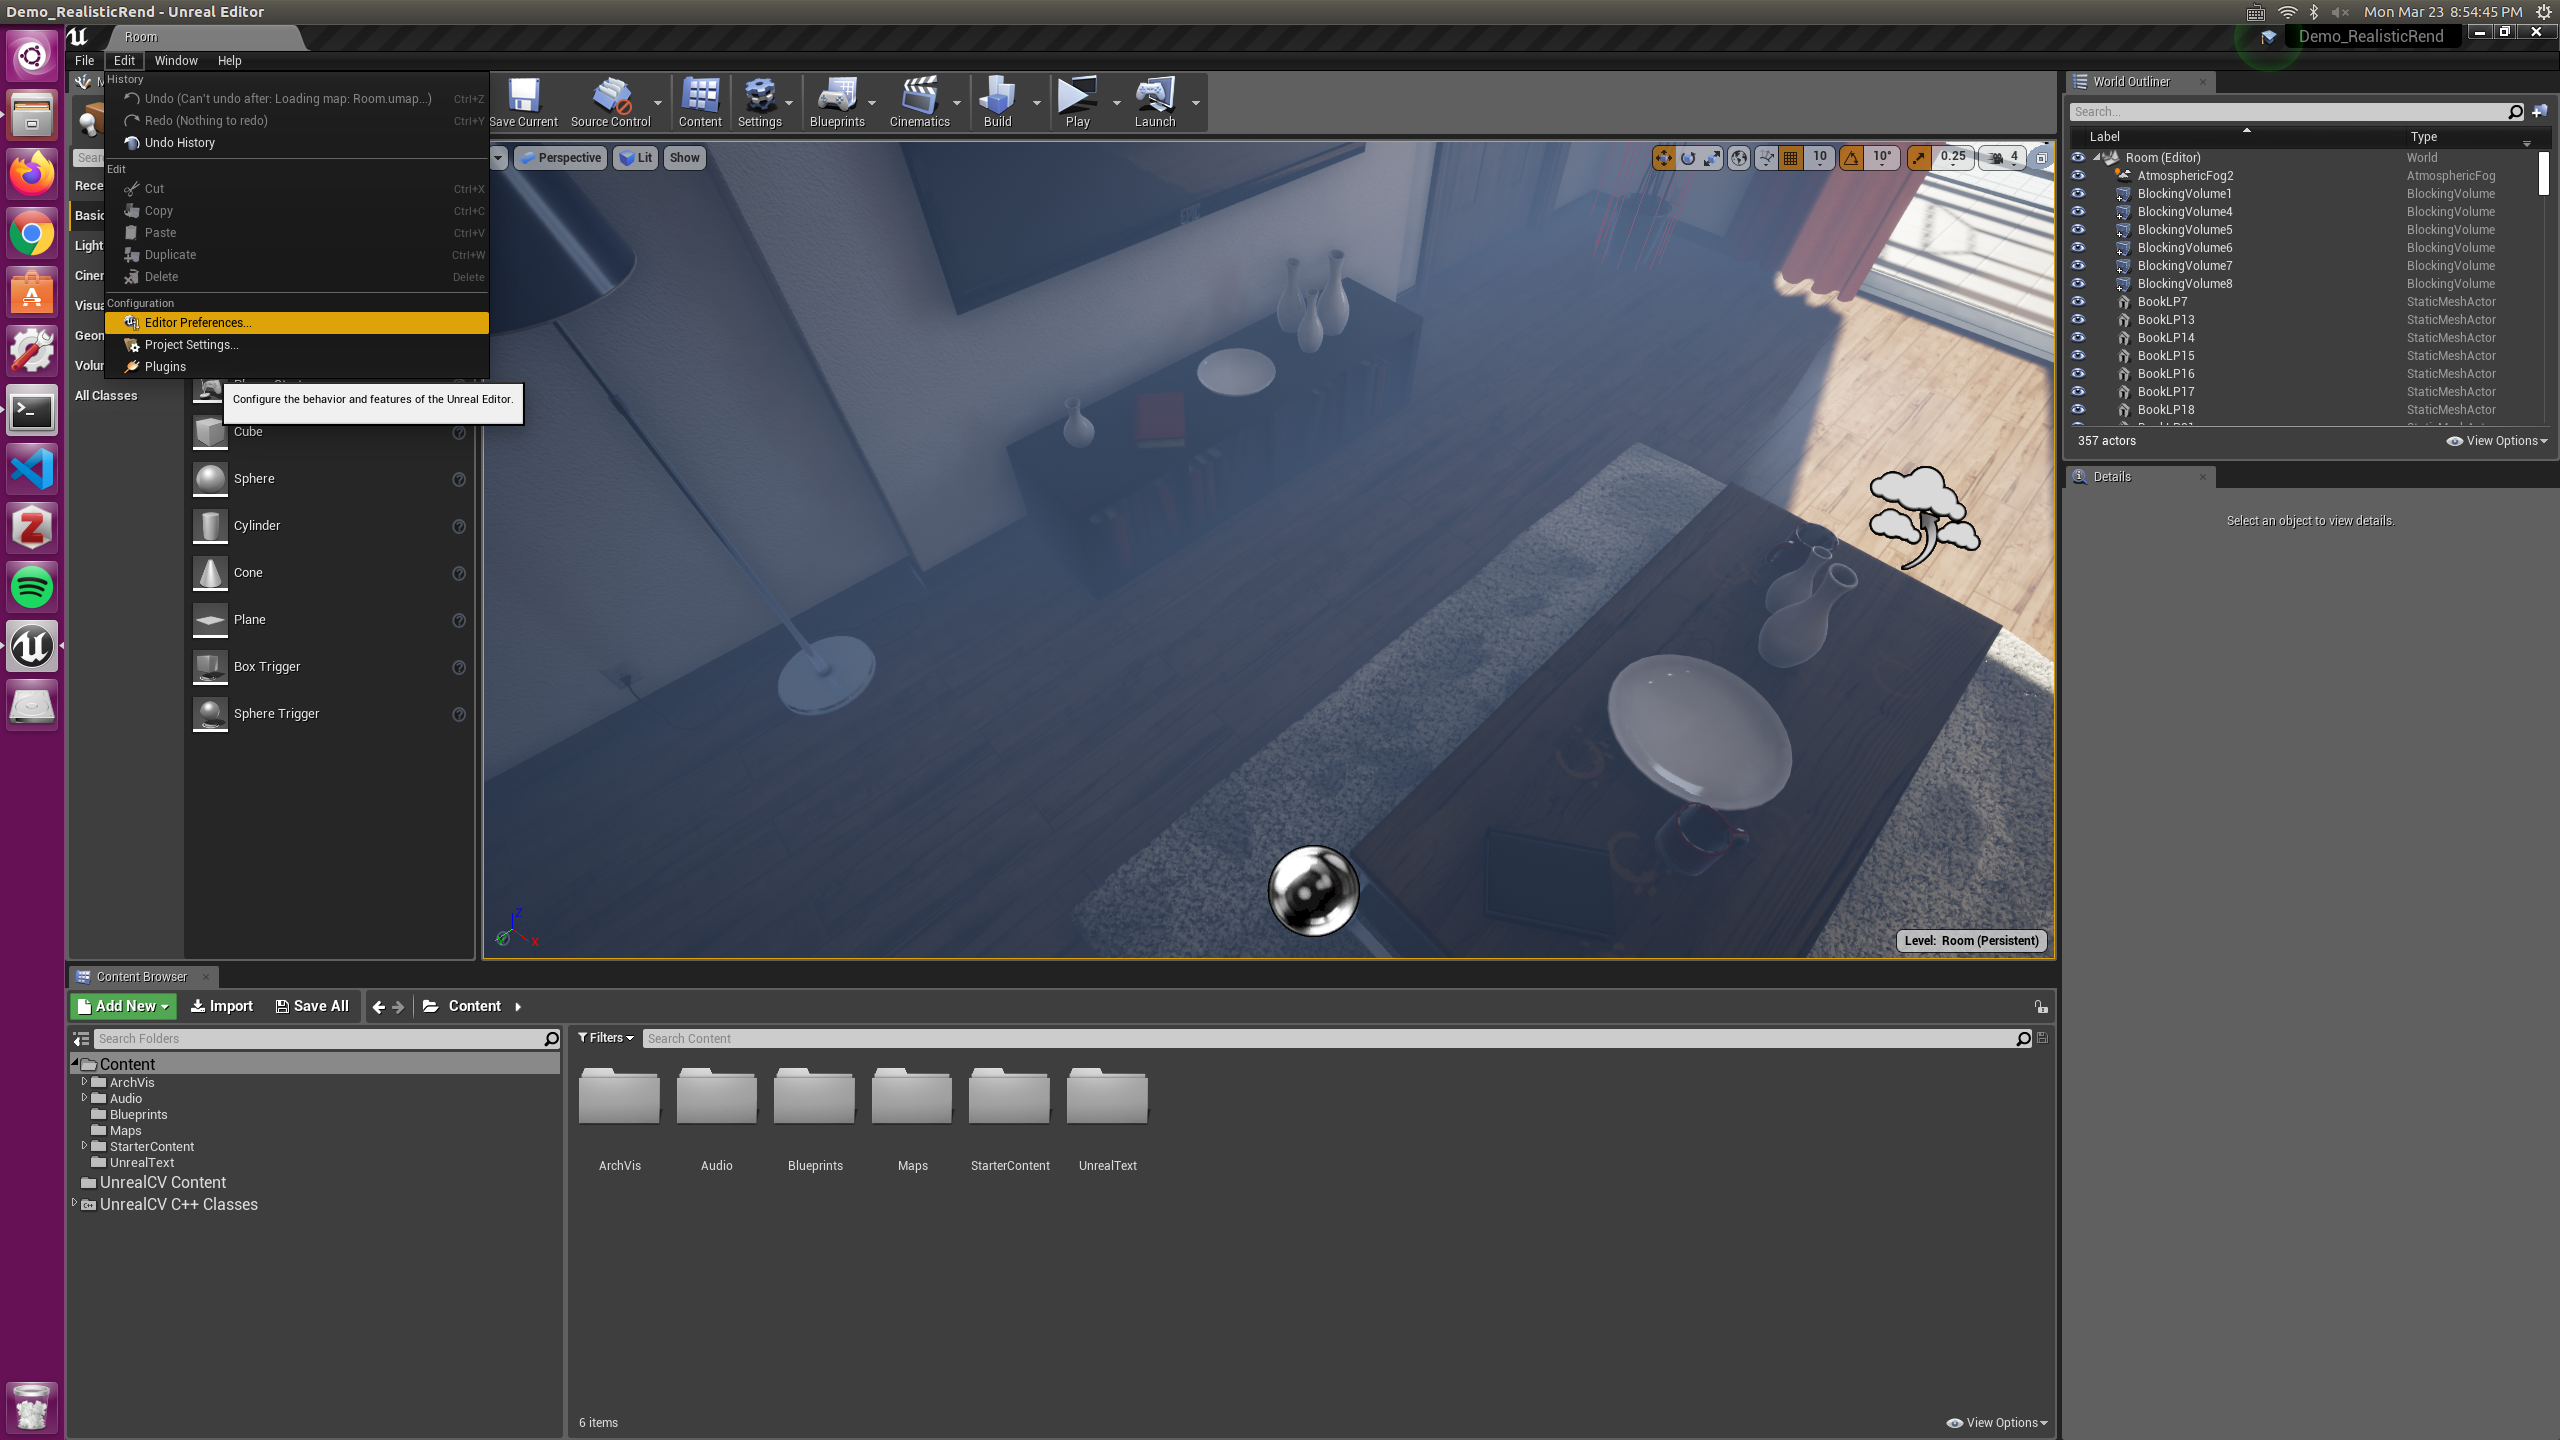 Demo_RealisticRend - Unreal Editor
Mon Mar 23 8:54:45 PM
Room
Demo_RealisticRend
File Edit Window Help
History
Undo (Can't undo after: Loading map: Room.umap...) Ctrl+Z
Redo (Nothing to redo) Ctrl+Y
Undo History
Edit
Cut Ctrl+X
Copy Ctrl+C
Paste Ctrl+V
Duplicate Ctrl+W
Delete Delete
Configuration
Editor Preferences...
Project Settings...
Plugins
Configure the behavior and features of the Unreal Editor.
Sear
Rece
Basic
Light
Ciner
Visua
Geon
Volur
All Classes
Cube
Sphere
Cylinder
Cone
Plane
Box Trigger
Sphere Trigger
Save Current Source Control Content Settings Blueprints Cinematics Build Play Launch
Perspective Lit Show
10 10° 0.25 4
Z
X
Level: Room (Persistent)
World Outliner
Search...
Label Type
Room (Editor) World
AtmosphericFog2 AtmosphericFog
BlockingVolume1 BlockingVolume
BlockingVolume4 BlockingVolume
BlockingVolume5 BlockingVolume
BlockingVolume6 BlockingVolume
BlockingVolume7 BlockingVolume
BlockingVolume8 BlockingVolume
BookLP7 StaticMeshActor
BookLP13 StaticMeshActor
BookLP14 StaticMeshActor
BookLP15 StaticMeshActor
BookLP16 StaticMeshActor
BookLP17 StaticMeshActor
BookLP18 StaticMeshActor
357 actors View Options
Details
Select an object to view details.
Content Browser
Add New Import Save All Content
Search Folders
Content
ArchVis
Audio
Blueprints
Maps
StarterContent
UnrealText
UnrealCV Content
UnrealCV C++ Classes
Filters Search Content
ArchVis Audio Blueprints Maps StarterContent UnrealText
6 items View Options